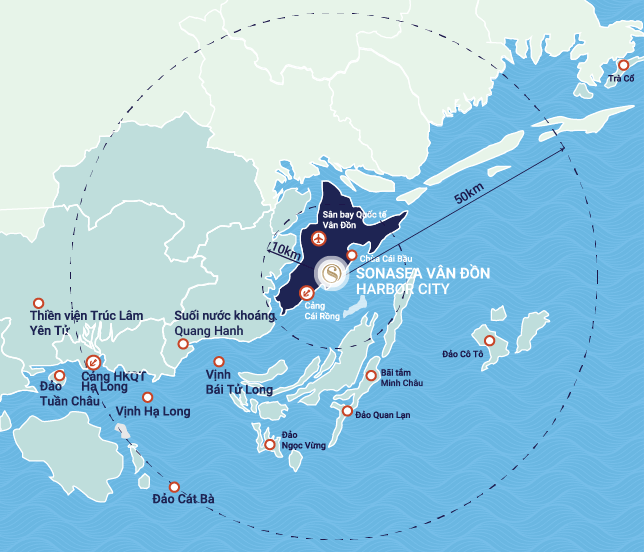 Trà Cổ
50km
Sân bay Quốc tế
Vân Đồn
10km
Chùa Cái Bầu
S
SONASEA VÂN ĐỒN
HARBOR CITY
Cảng
Cái Rồng
Thiền viện Trúc Lâm
Yên Tử
Suối nước khoáng
Quang Hanh
Đảo Cô Tô
Cảng HKQT
Hạ Long
Đảo
Tuần Châu
Vịnh
Bái Tử Long
Bãi tắm
Minh Châu
Vịnh Hạ Long
Đảo Quan Lạn
Đảo
Ngọc Vừng
Đảo Cát Bà